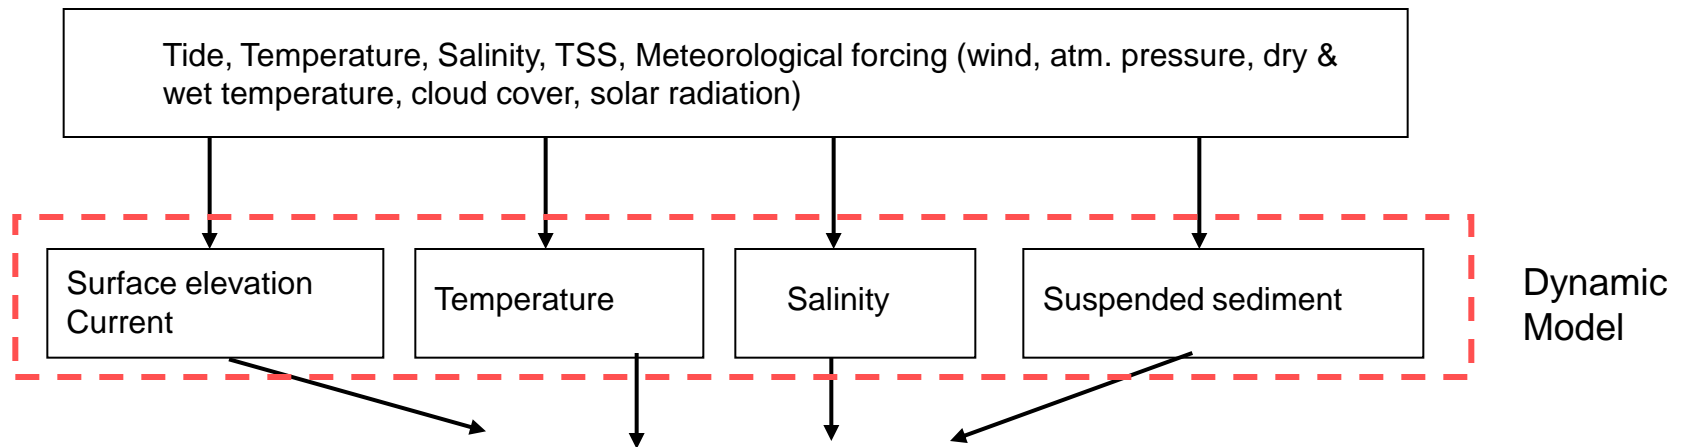 Tide, Temperature, Salinity, TSS, Meteorological forcing (wind, atm. pressure, dry &
wet temperature, cloud cover, solar radiation)
Surface elevation
Current
Temperature
Salinity
Suspended sediment
Dynamic
Model